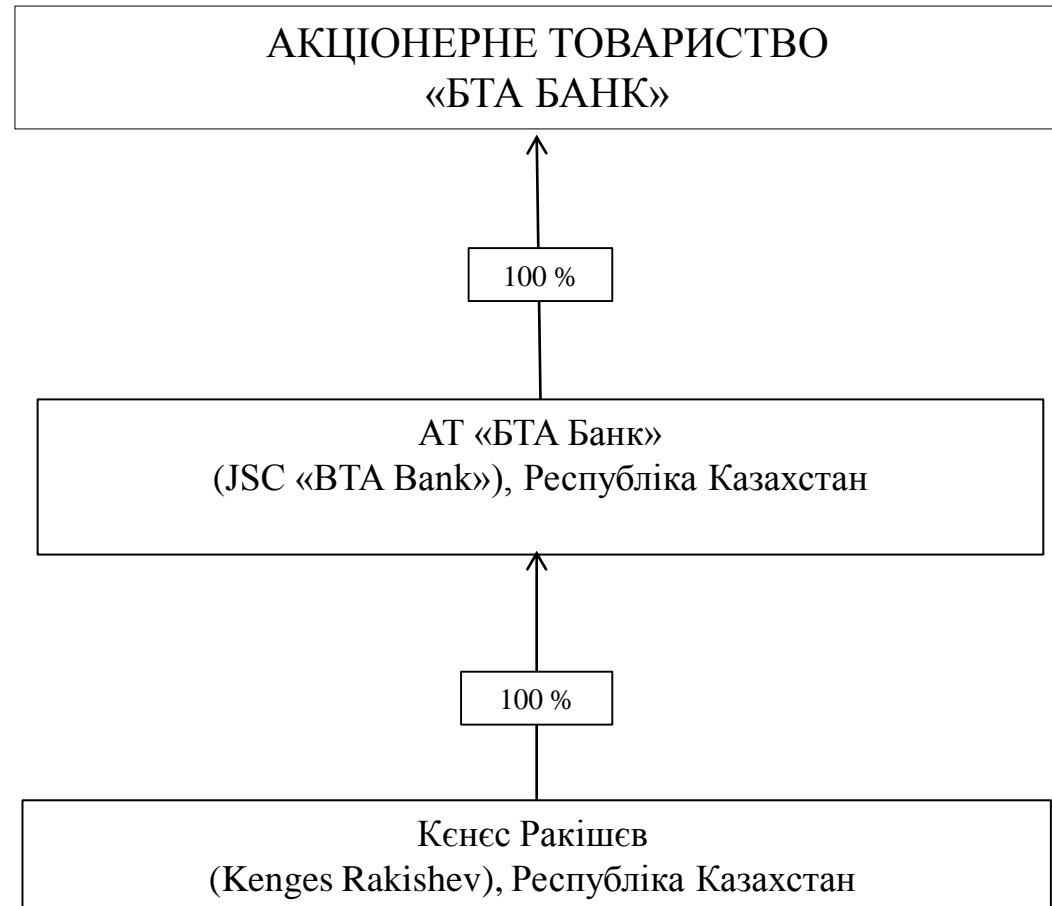 АКЦІОНЕРНЕ ТОВАРИСТВО
«БТА БАНК»
100 %
АТ «БТА Банк»
(JSC «BTA Bank»), Республіка Казахстан
100 %
Кєнєс Ракішєв
(Kenges Rakishev), Республіка Казахстан